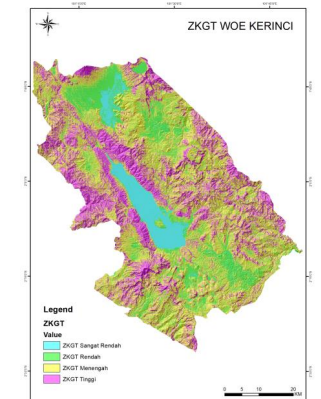 ZKGT WOE KERINCI
Legend
ZKGT
Value
ZKGT Sangat Rendah
ZKGT Rendah
ZKGT Menengah
ZKGT Tinggi
0 5 10 20
KM